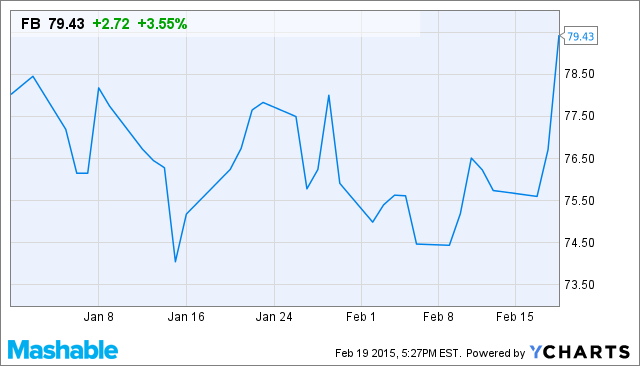 FB 79.43 +2.72 +3.55%
79.43
78.50
77.50
76.50
75.50
74.50
73.50
Jan 8 Jan 16 Jan 24 Feb 1 Feb 8 Feb 15
Mashable Feb 19 2015, 5:27PM EST. Powered by YCHARTS